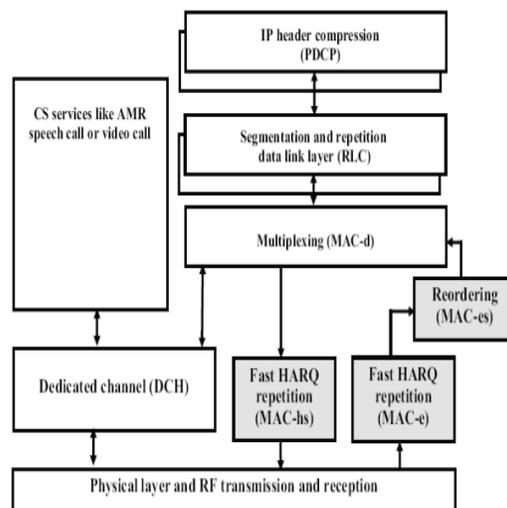 IP header compression
(PDCP)
CS services like AMR
speech call or video call
Segmentation and repetition
data link layer (RLC)
Multiplexing (MAC-d)
Reordering
(MAC-es)
Dedicated channel (DCH)
Fast HARQ
repetition
(MAC-hs)
Fast HARQ
repetition
(MAC-e)
Physical layer and RF transmission and reception